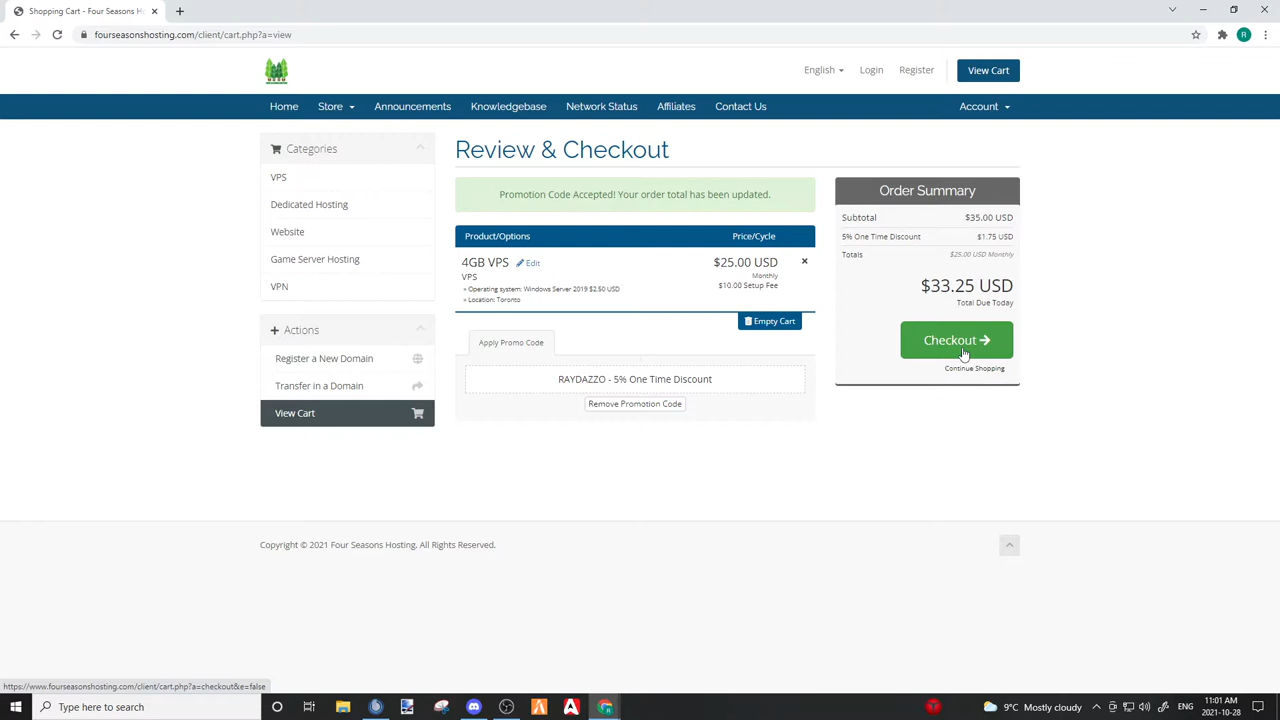 Shopping Cart - Four Seasons Ho
fourseasonshosting.com/client/cart.php?a=view
R
English
Login
Register
View Cart
Home
Store
Announcements
Knowledgebase
Network Status
Affiliates
Contact Us
Account
Categories
VPS
Dedicated Hosting
Website
Game Server Hosting
VPN
Actions
Register a New Domain
Transfer in a Domain
View Cart
Review & Checkout
Promotion Code Accepted! Your order total has been updated.
Product/Options Price/Cycle
4GB VPS Edit $25.00 USD
VPS Monthly
» Operating system: Windows Server 2019 $2.50 USD $10.00 Setup Fee
» Location: Toronto
Empty Cart
Apply Promo Code
RAYDAZZO - 5% One Time Discount
Remove Promotion Code
Order Summary
Subtotal $35.00 USD
5% One Time Discount $1.75 USD
Totals $25.00 USD Monthly
$33.25 USD
Total Due Today
Checkout
Continue Shopping
Copyright © 2021 Four Seasons Hosting. All Rights Reserved.
https://www.fourseasonshosting.com/client/cart.php?a=checkout&e=false
Type here to search
9°C Mostly cloudy
ENG
11:01 AM
2021-10-28